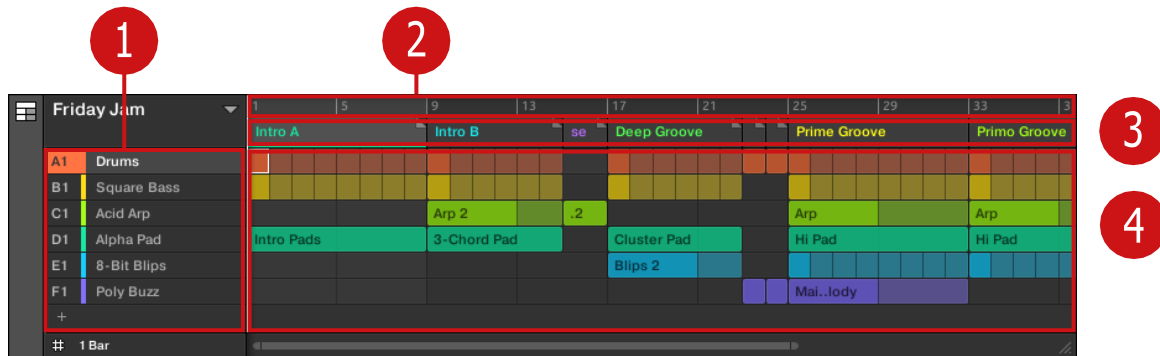 1
2
Friday Jam
1 5 9 13 17 21 25 29 33 3
Intro A Intro B se Deep Groove Prime Groove Primo Groove
3
A1 Drums
B1 Square Bass
C1 Acid Arp Arp 2 .2 Arp Arp
4
D1 Alpha Pad Intro Pads 3-Chord Pad Cluster Pad Hi Pad Hi Pad
E1 8-Bit Blips Blips 2
F1 Poly Buzz Mai..lody
+
1 Bar